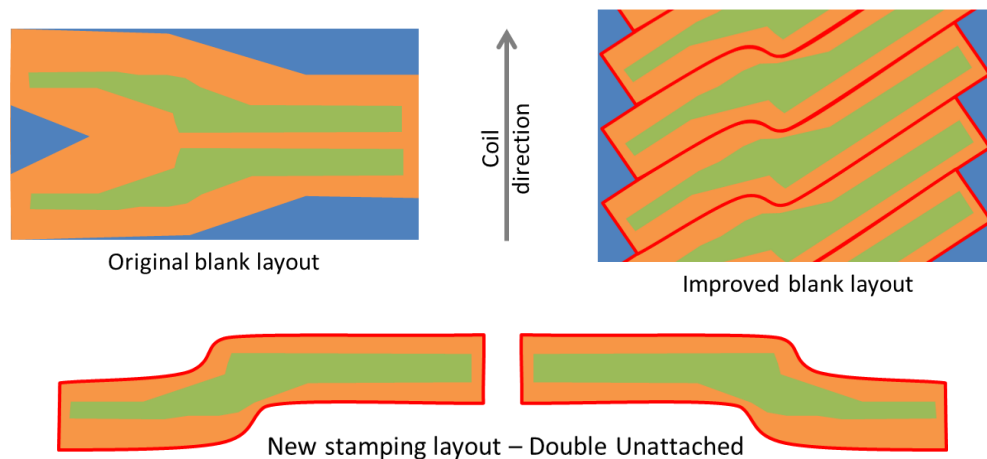 Original blank layout
Coil
direction
Improved blank layout
New stamping layout – Double Unattached